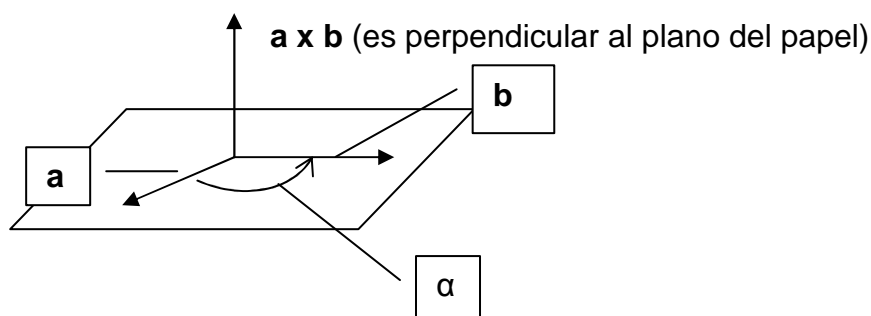 a x b (es perpendicular al plano del papel)
b
a
α